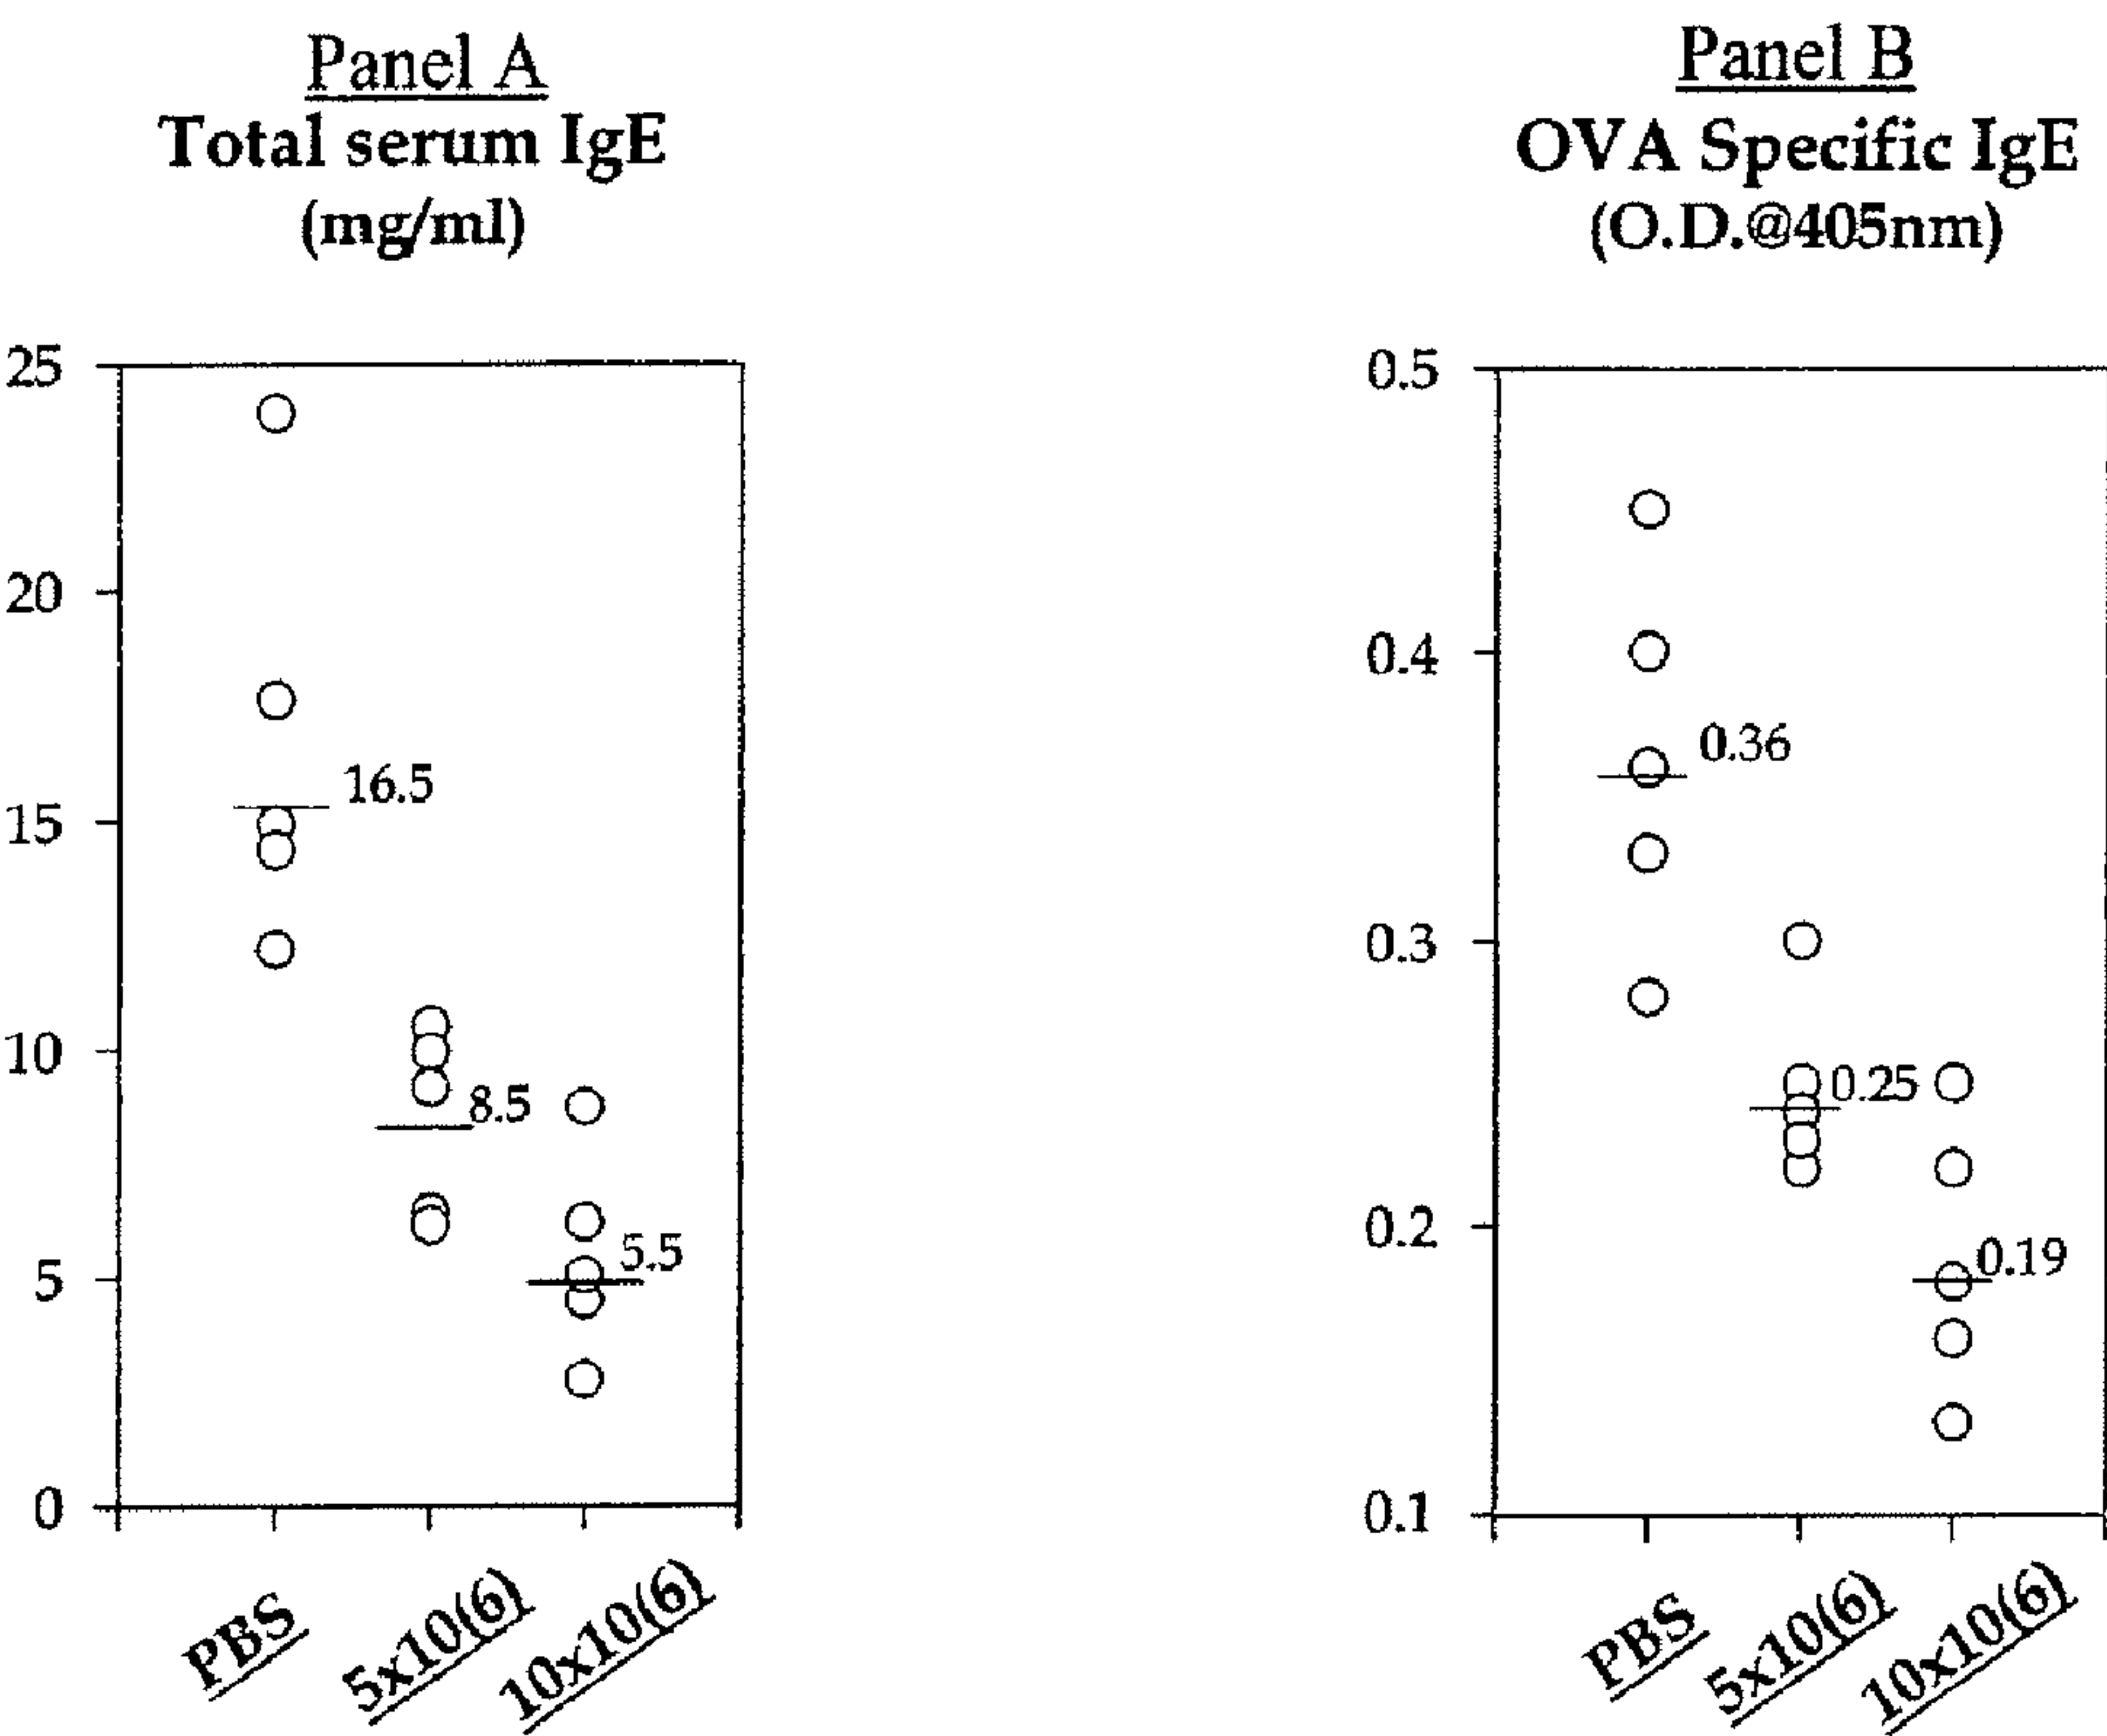 Panel A
Total serum IgE
(mg/ml)
25
20
15
10
5
0
16.5
8.5
5.5
PBS
5x10(6)
10x10(6)
Panel B
OVA Specific IgE
(O.D.@405nm)
0.5
0.4
0.3
0.2
0.1
0.36
0.25
0.19
PBS
5x10(6)
10x10(6)